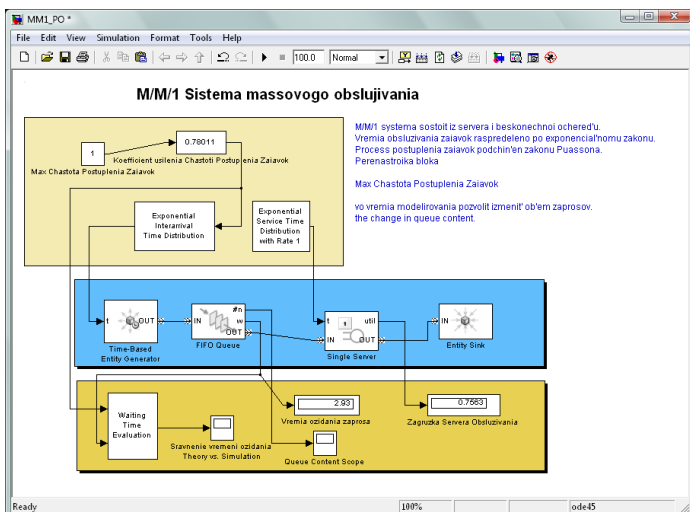 MM1_PO *
File Edit View Simulation Format Tools Help
100.0 Normal
M/M/1 Sistema massovogo obslujivania
1
Max Chastota Postuplenia Zaiavok
0.78011
Koefficient usilenia Chastoti Postuplenia Zaiavok
Exponential
Interarrival
Time Distribution
Exponential
Service Time
Distribution
with Rate 1
M/M/1 systema sostoit iz servera i beskonechnoi ochered'u.
Vremia obsluzivania zaiavok raspredeleno po exponencial'nomu zakonu.
Process postuplenia zaiavok podchin'en zakonu Puassona.
Perenastroika bloka
Max Chastota Postuplenia Zaiavok
vo vremia modelirovania pozvolit izmenit' ob'em zaprosov.
the change in queue content.
t OUT
Time-Based
Entity Generator
IN #n w OUT
FIFO Queue
t util IN OUT
1
Single Server
IN
Entity Sink
Waiting
Time
Evaluation
Sravnenie vremeni ozidania
Theory vs. Simulation
2.93
Vremia ozidania zaprosa
Queue Content Scope
0.7563
Zagruzka Servera Obsluzivania
Ready 100% ode45